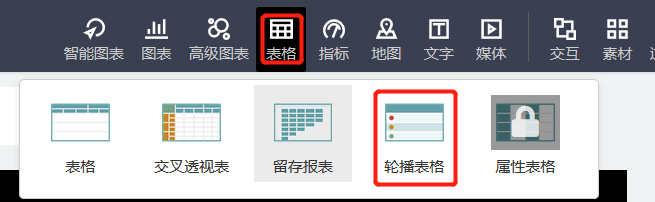 智能图表 图表 高级图表 表格 指标 地图 文字 媒体 交互 素材
表格 交叉透视表 留存报表 轮播表格 属性表格